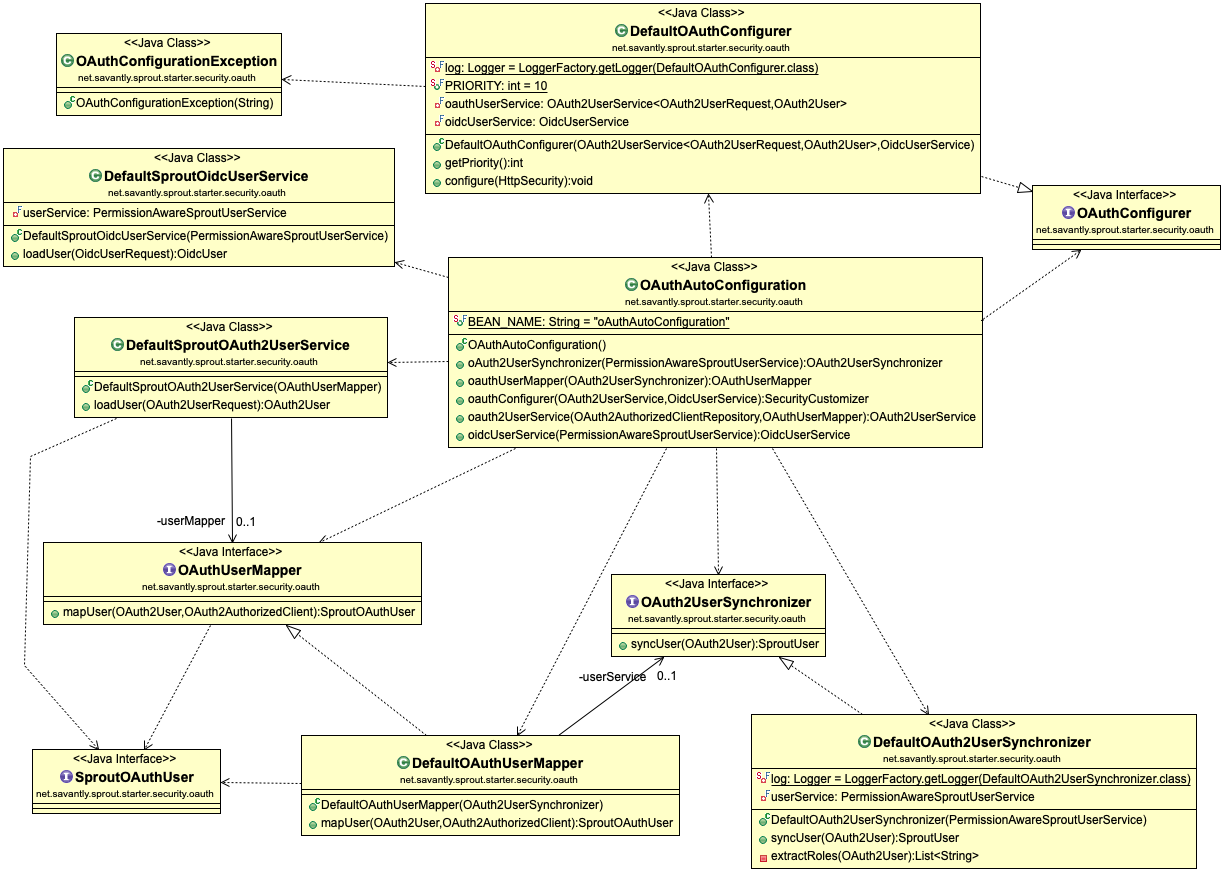 <<Java Class>>
OAuthConfigurationException
net.savantly.sprout.starter.security.oauth
OAuthConfigurationException(String)
<<Java Class>>
DefaultOAuthConfigurer
net.savantly.sprout.starter.security.oauth
log: Logger = LoggerFactory.getLogger(DefaultOAuthConfigurer.class)
PRIORITY: int = 10
oauthUserService: OAuth2UserService<OAuth2UserRequest,OAuth2User>
oidcUserService: OidcUserService
DefaultOAuthConfigurer(OAuth2UserService<OAuth2UserRequest,OAuth2User>,OidcUserService)
getPriority():int
configure(HttpSecurity):void
<<Java Class>>
DefaultSproutOidcUserService
net.savantly.sprout.starter.security.oauth
userService: PermissionAwareSproutUserService
DefaultSproutOidcUserService(PermissionAwareSproutUserService)
loadUser(OidcUserRequest):OidcUser
<<Java Interface>>
OAuthConfigurer
net.savantly.sprout.starter.security.oauth
<<Java Class>>
OAuthAutoConfiguration
net.savantly.sprout.starter.security.oauth
BEAN_NAME: String = "oAuthAutoConfiguration"
OAuthAutoConfiguration()
oAuth2UserSynchronizer(PermissionAwareSproutUserService):OAuth2UserSynchronizer
oauthUserMapper(OAuth2UserSynchronizer):OAuthUserMapper
oauthConfigurer(OAuth2UserService,OidcUserService):SecurityCustomizer
oauth2UserService(OAuth2AuthorizedClientRepository,OAuthUserMapper):OAuth2UserService
oidcUserService(PermissionAwareSproutUserService):OidcUserService
<<Java Class>>
DefaultSproutOAuth2UserService
net.savantly.sprout.starter.security.oauth
DefaultSproutOAuth2UserService(OAuthUserMapper)
loadUser(OAuth2UserRequest):OAuth2User
-userMapper 0..1
<<Java Interface>>
OAuthUserMapper
net.savantly.sprout.starter.security.oauth
mapUser(OAuth2User,OAuth2AuthorizedClient):SproutOAuthUser
<<Java Interface>>
OAuth2UserSynchronizer
net.savantly.sprout.starter.security.oauth
syncUser(OAuth2User):SproutUser
-userService 0..1
<<Java Interface>>
SproutOAuthUser
net.savantly.sprout.starter.security.oauth
<<Java Class>>
DefaultOAuthUserMapper
net.savantly.sprout.starter.security.oauth
DefaultOAuthUserMapper(OAuth2UserSynchronizer)
mapUser(OAuth2User,OAuth2AuthorizedClient):SproutOAuthUser
<<Java Class>>
DefaultOAuth2UserSynchronizer
net.savantly.sprout.starter.security.oauth
log: Logger = LoggerFactory.getLogger(DefaultOAuth2UserSynchronizer.class)
userService: PermissionAwareSproutUserService
DefaultOAuth2UserSynchronizer(PermissionAwareSproutUserService)
syncUser(OAuth2User):SproutUser
extractRoles(OAuth2User):List<String>